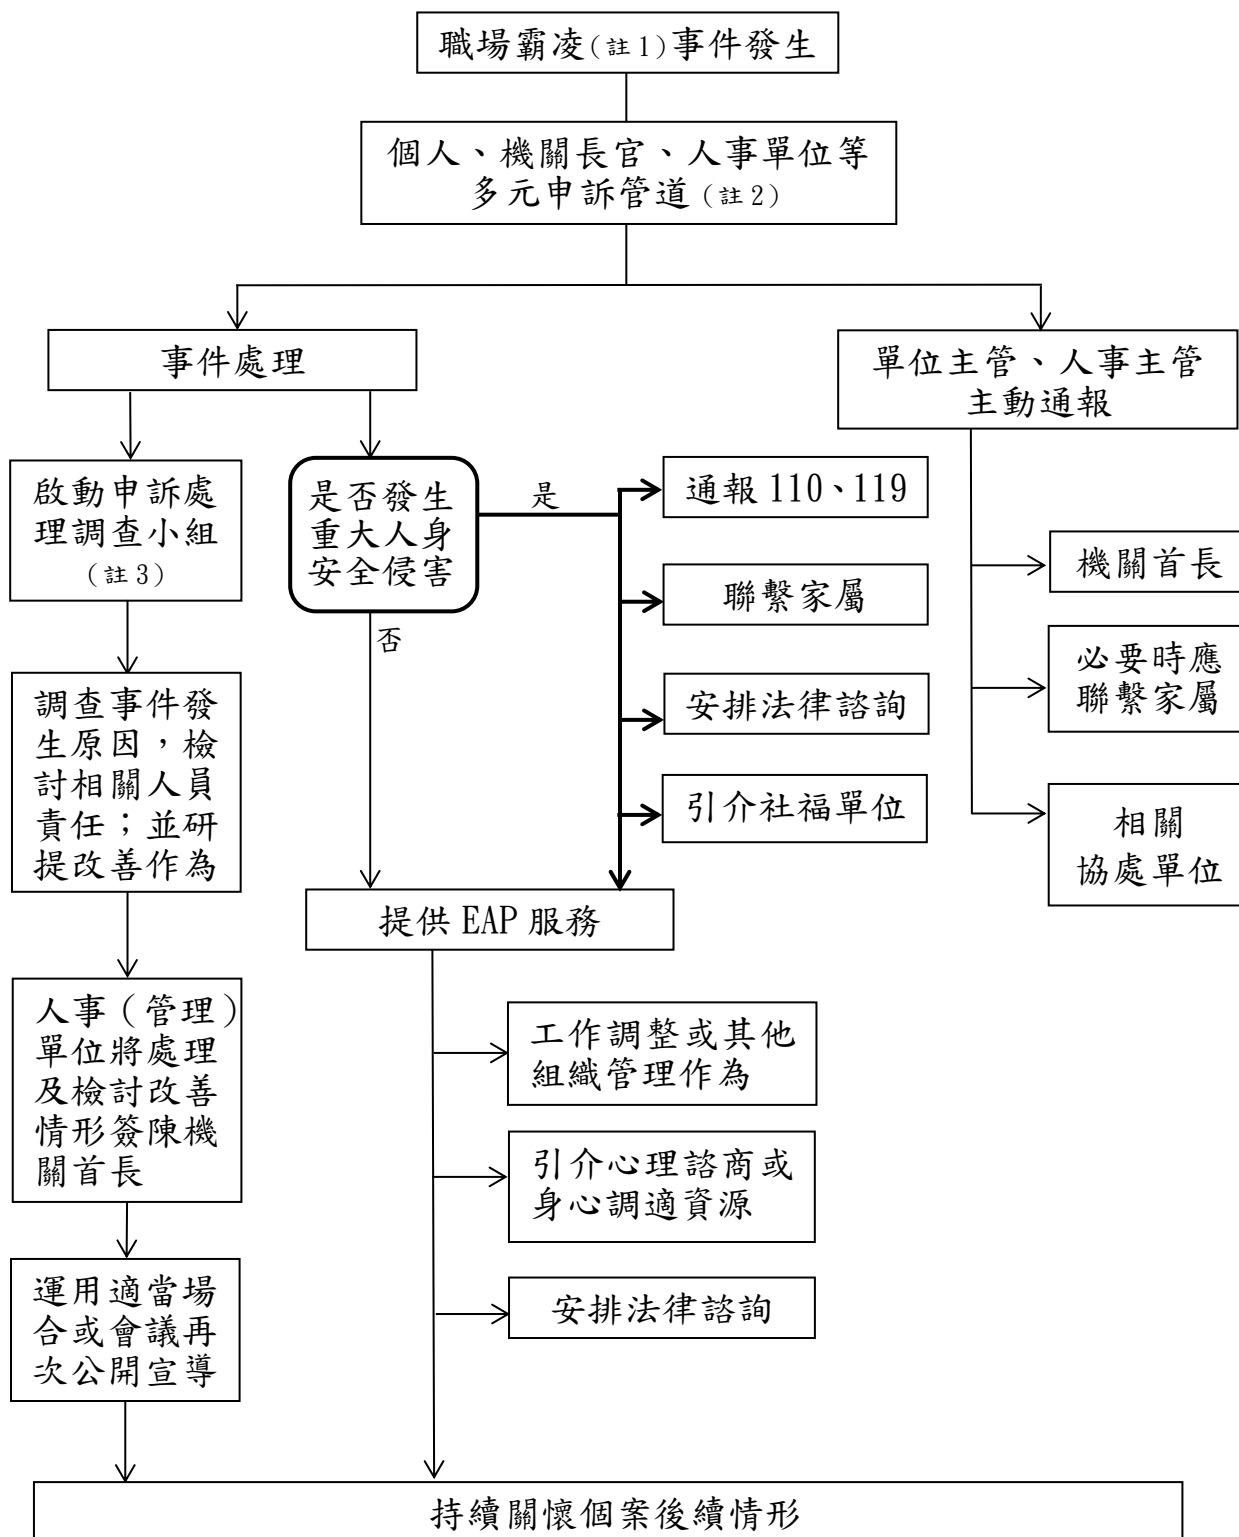 職場霸凌(註1)事件發生
個人、機關長官、人事單位等
多元申訴管道(註2)
事件處理
單位主管、人事主管
主動通報
啟動申訴處
理調查小組
(註3)
是否發生
重大人身
安全侵害
是
否
通報 110、119
聯繫家屬
安排法律諮詢
引介社福單位
機關首長
必要時應
聯繫家屬
相關
協處單位
調查事件發
生原因，檢
討相關人員
責任；並研
提改善作為
提供 EAP 服務
人事（管理）
單位將處理
及檢討改善
情形簽陳機
關首長
工作調整或其他
組織管理作為
引介心理諮商或
身心調適資源
安排法律諮詢
運用適當場
合或會議再
次公開宣導
持續關懷個案後續情形